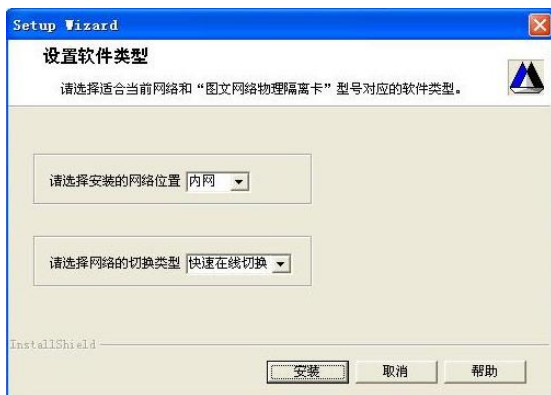 Setup Wizard
设置软件类型
请选择适合当前网络和“图文网络物理隔离卡”型号对应的软件类型。
请选择安装的网络位置 内网
请选择网络的切换类型 快速在线切换
InstallShield
安装 取消 帮助